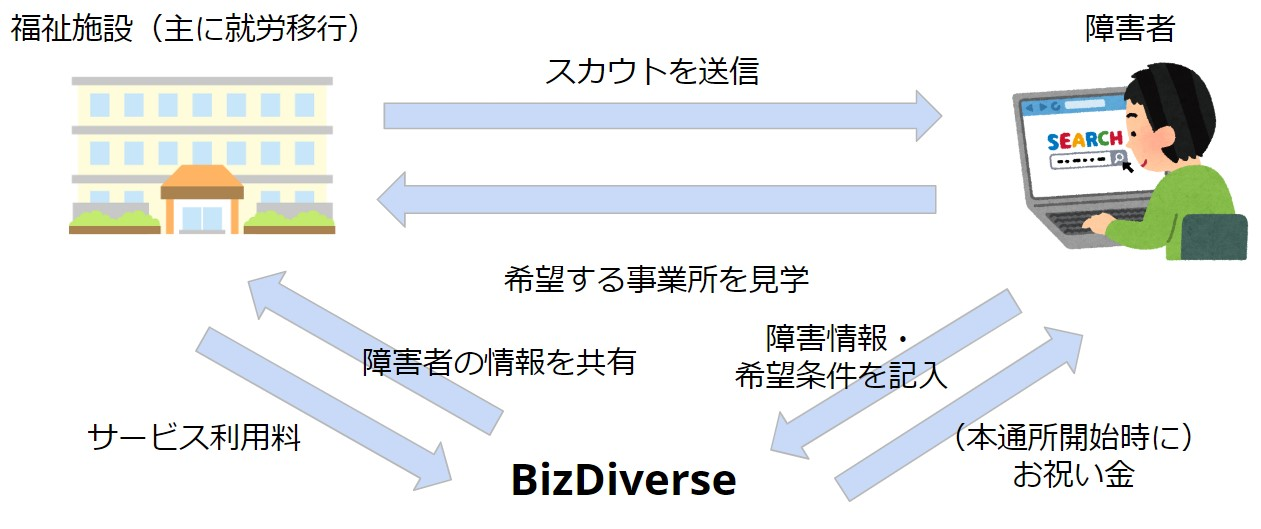 福祉施設（主に就労移行）
障害者
スカウトを送信
SEARCH
希望する事業所を見学
障害者の情報を共有
障害情報・
希望条件を記入
サービス利用料
（本通所開始時に）
お祝い金
BizDiverse